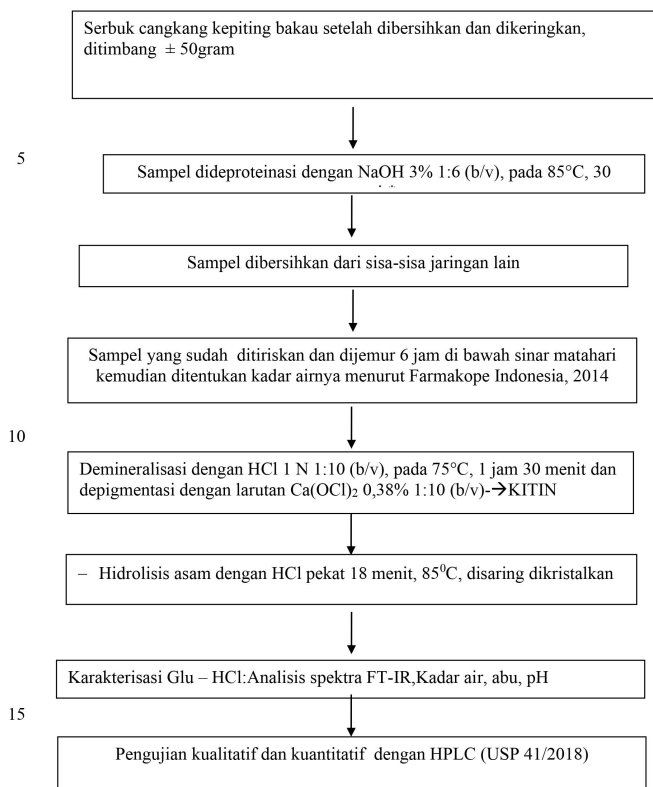 Serbuk cangkang kepiting bakau setelah dibersihkan dan dikeringkan,
ditimbang ± 50gram
5
Sampel dideproteinasi dengan NaOH 3% 1:6 (b/v), pada 85°C, 30
Sampel dibersihkan dari sisa-sisa jaringan lain
Sampel yang sudah ditiriskan dan dijemur 6 jam di bawah sinar matahari
kemudian ditentukan kadar airnya menurut Farmakope Indonesia, 2014
10
Demineralisasi dengan HCl 1 N 1:10 (b/v), pada 75°C, 1 jam 30 menit dan
depigmentasi dengan larutan Ca(OCl)₂ 0,38% 1:10 (b/v)-→KITIN
– Hidrolisis asam dengan HCl pekat 18 menit, 85⁰C, disaring dikristalkan
Karakterisasi Glu – HCl:Analisis spektra FT-IR,Kadar air, abu, pH
15
Pengujian kualitatif dan kuantitatif dengan HPLC (USP 41/2018)